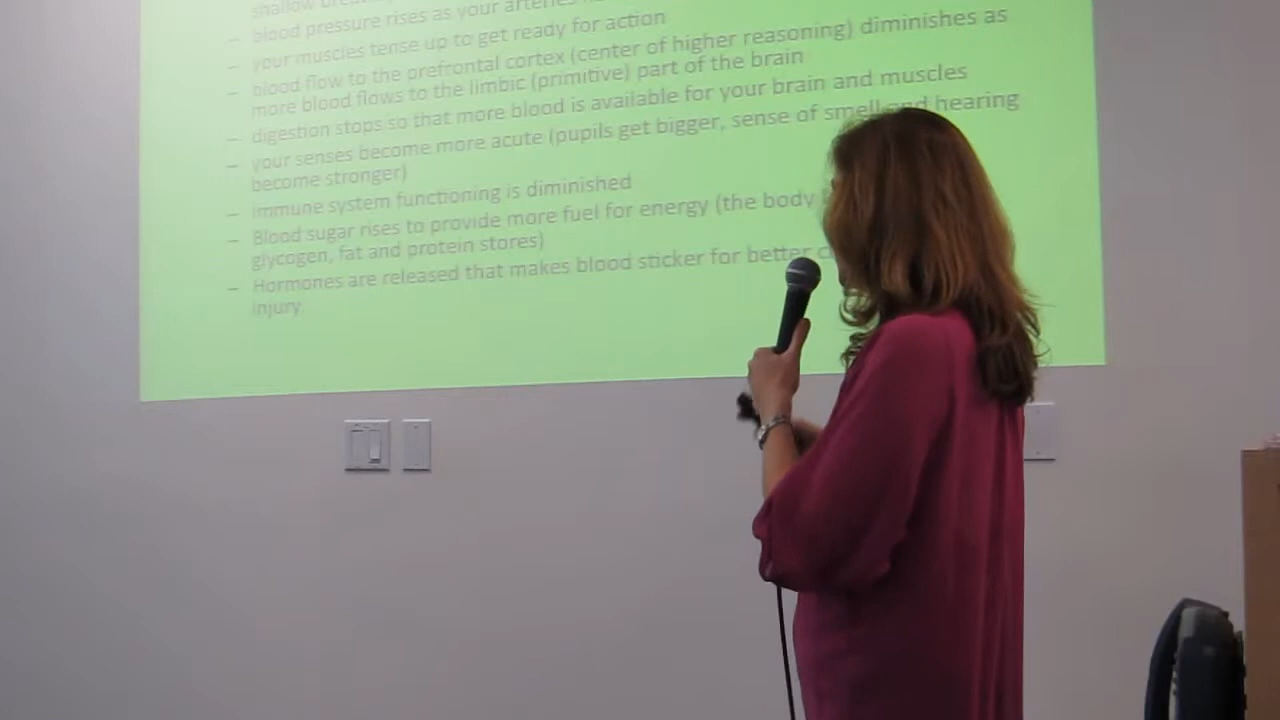 shallow
– blood pressure rises as your arteries
– your muscles tense up to get ready for action
– blood flow to the prefrontal cortex (center of higher reasoning) diminishes as
more blood flows to the limbic (primitive) part of the brain
– digestion stops so that more blood is available for your brain and muscles
– your senses become more acute (pupils get bigger, sense of smell and hearing
become stronger)
– immune system functioning is diminished
– Blood sugar rises to provide more fuel for energy (the body
glycogen, fat and protein stores)
– Hormones are released that makes blood sticker for better
injury